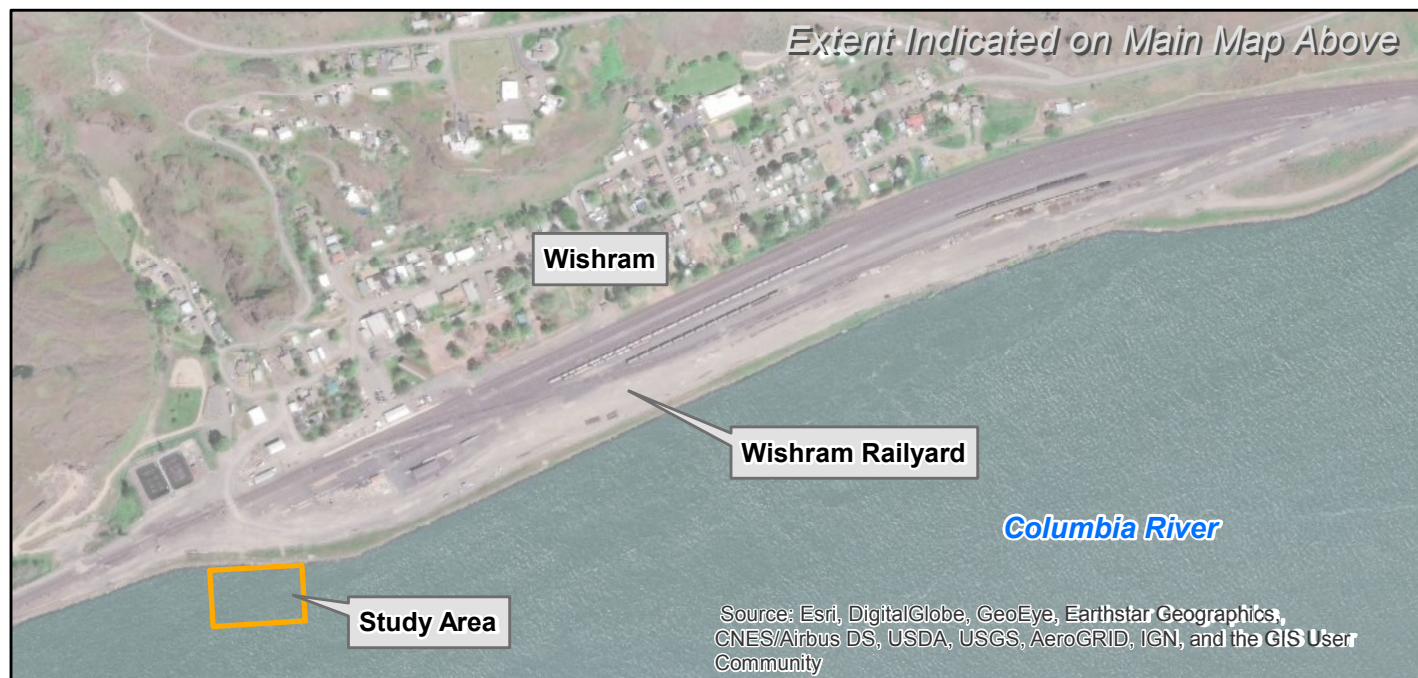 Extent Indicated on Main Map Above
Wishram
Wishram Railyard
Columbia River
Study Area
Source: Esri, DigitalGlobe, GeoEye, Earthstar Geographics,
CNES/Airbus DS, USDA, USGS, AeroGRID, IGN, and the GIS User
Community